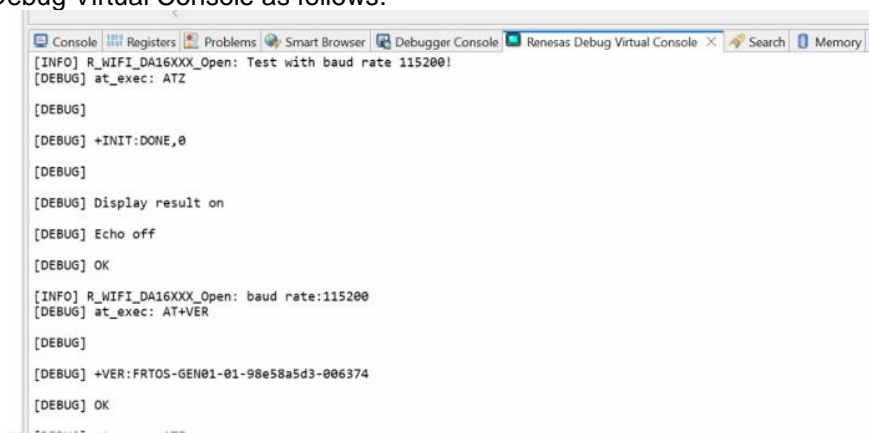 Debug Virtual Console as follows:
Console Registers Problems Smart Browser Debugger Console Renesas Debug Virtual Console Search Memory
[INFO] R_WIFI_DA16XXX_Open: Test with baud rate 115200!
[DEBUG] at_exec: ATZ
[DEBUG]
[DEBUG] +INIT:DONE,0
[DEBUG]
[DEBUG] Display result on
[DEBUG] Echo off
[DEBUG] OK
[INFO] R_WIFI_DA16XXX_Open: baud rate:115200
[DEBUG] at_exec: AT+VER
[DEBUG]
[DEBUG] +VER:FRTOS-GEN01-01-98e58a5d3-006374
[DEBUG] OK